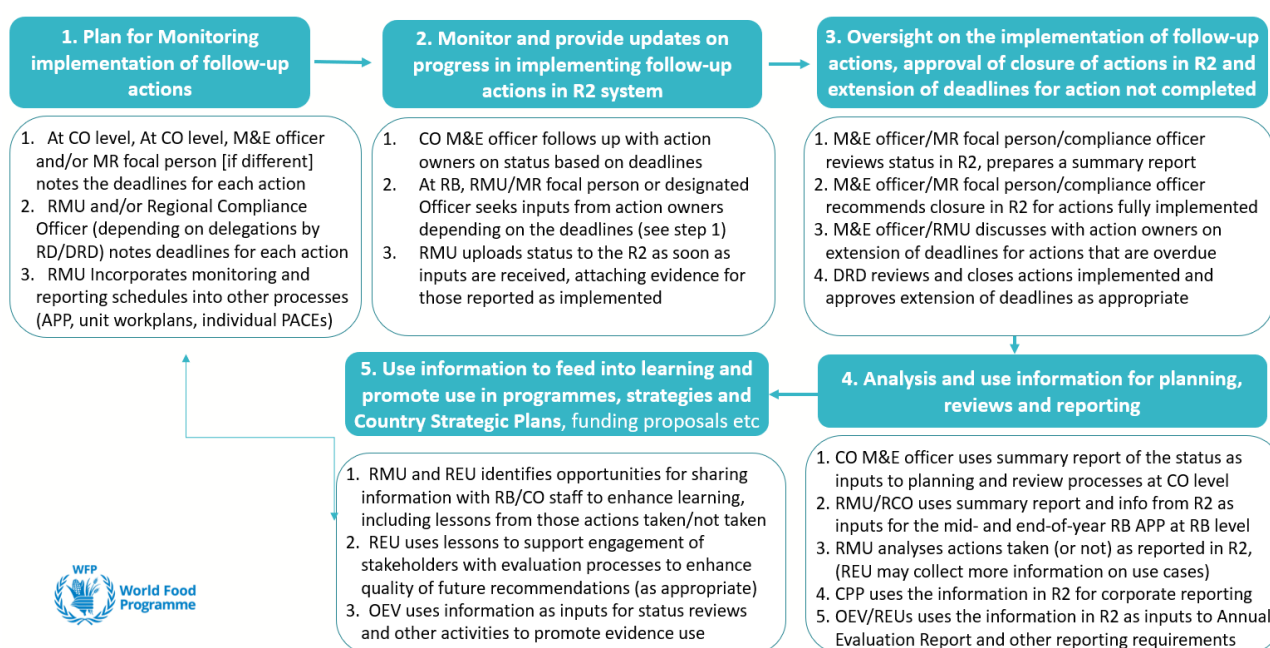 1. Plan for Monitoring
implementation of follow-up
actions
1. At CO level, At CO level, M&E officer
and/or MR focal person [if different]
notes the deadlines for each action
2. RMU and/or Regional Compliance
Officer (depending on delegations by
RD/DRD) notes deadlines for each action
3. RMU Incorporates monitoring and
reporting schedules into other processes
(APP, unit workplans, individual PACEs)
2. Monitor and provide updates on
progress in implementing follow-up
actions in R2 system
1. CO M&E officer follows up with action
owners on status based on deadlines
2. At RB, RMU/MR focal person or designated
Officer seeks inputs from action owners
depending on the deadlines (see step 1)
3. RMU uploads status to the R2 as soon as
inputs are received, attaching evidence for
those reported as implemented
3. Oversight on the implementation of follow-up
actions, approval of closure of actions in R2 and
extension of deadlines for action not completed
1. M&E officer/MR focal person/compliance officer
reviews status in R2, prepares a summary report
2. M&E officer/MR focal person/compliance officer
recommends closure in R2 for actions fully implemented
3. M&E officer/RMU discusses with action owners on
extension of deadlines for actions that are overdue
4. DRD reviews and closes actions implemented and
approves extension of deadlines as appropriate
4. Analysis and use information for planning,
reviews and reporting
1. CO M&E officer uses summary report of the status as
inputs to planning and review processes at CO level
2. RMU/RCO uses summary report and info from R2 as
inputs for the mid- and end-of-year RB APP at RB level
3. RMU analyses actions taken (or not) as reported in R2,
(REU may collect more information on use cases)
4. CPP uses the information in R2 for corporate reporting
5. OEV/REUs uses the information in R2 as inputs to Annual
Evaluation Report and other reporting requirements
5. Use information to feed into learning and
promote use in programmes, strategies and
Country Strategic Plans, funding proposals etc
1. RMU and REU identifies opportunities for sharing
information with RB/CO staff to enhance learning,
including lessons from those actions taken/not taken
2. REU uses lessons to support engagement of
stakeholders with evaluation processes to enhance
quality of future recommendations (as appropriate)
3. OEV uses information as inputs for status reviews
and other activities to promote evidence use
WFP
World Food
Programme